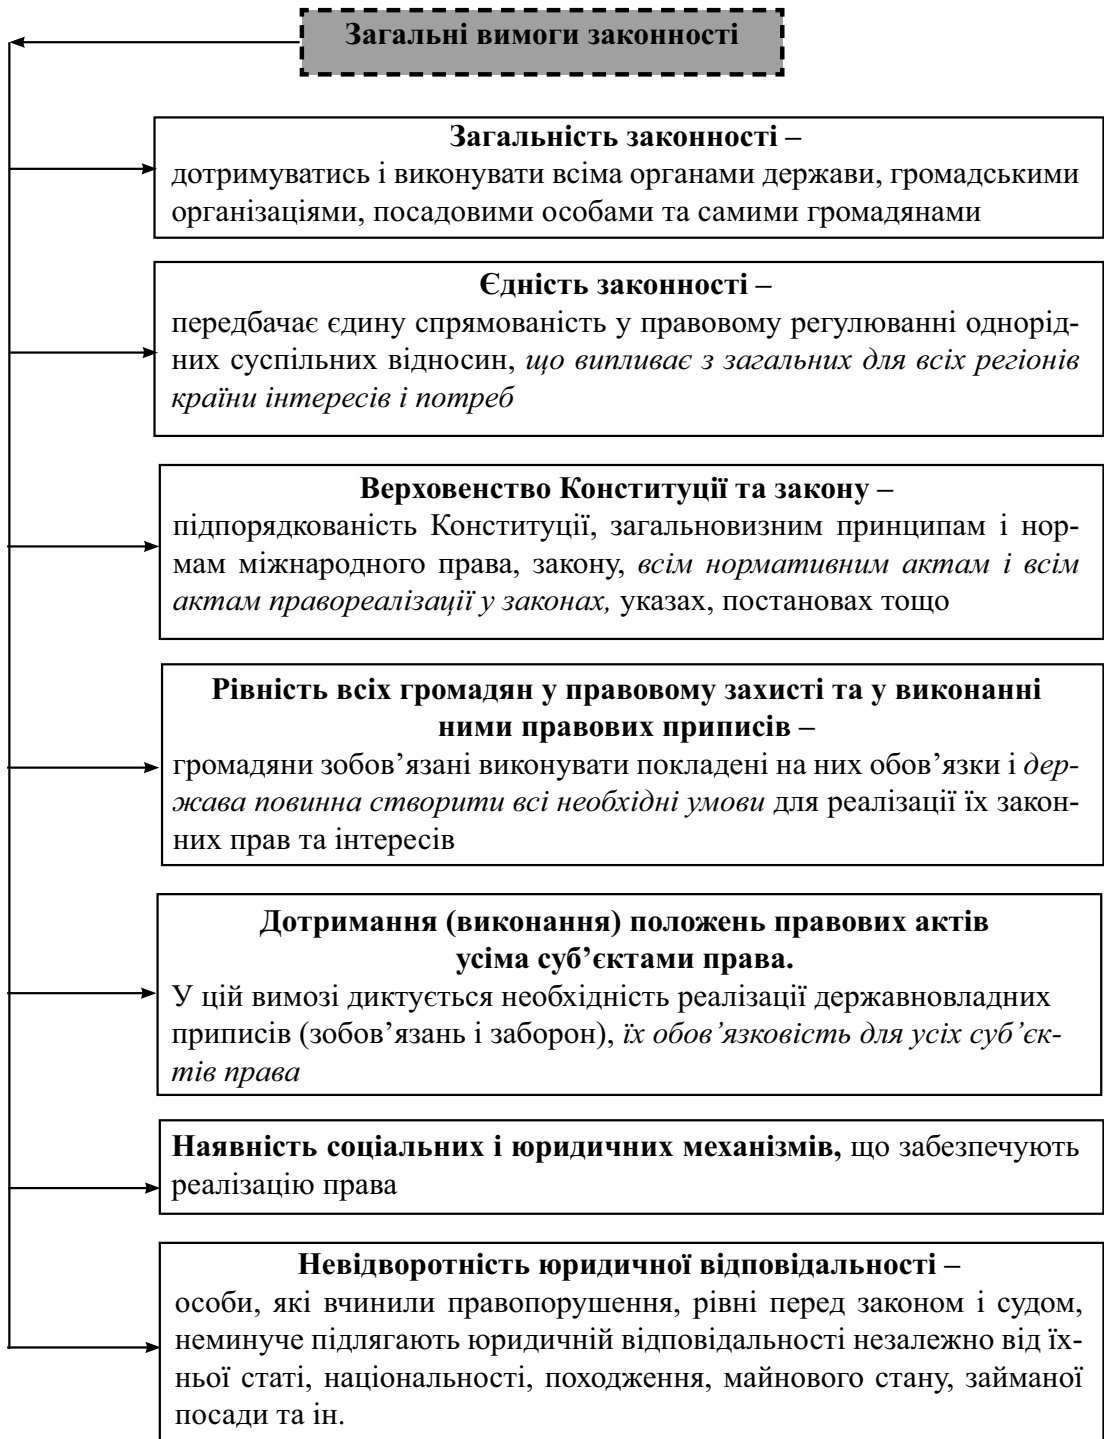 Загальні вимоги законності
Загальність законності –
дотримуватись і виконувати всіма органами держави, громадськими
організаціями, посадовими особами та самими громадянами
Єдність законності –
передбачає єдину спрямованість у правовому регулюванні однорід-
них суспільних відносин, що випливає з загальних для всіх регіонів
країни інтересів і потреб
Верховенство Конституції та закону –
підпорядкованість Конституції, загальновизним принципам і нор-
мам міжнародного права, закону, всім нормативним актам і всім
актам правореалізації у законах, указах, постановах тощо
Рівність всіх громадян у правовому захисті та у виконанні
ними правових приписів –
громадяни зобов’язані виконувати покладені на них обов’язки і дер-
жава повинна створити всі необхідні умови для реалізації їх закон-
них прав та інтересів
Дотримання (виконання) положень правових актів
усіма суб’єктами права.
У цій вимозі диктується необхідність реалізації державновладних
приписів (зобов’язань і заборон), їх обов’язковість для усіх суб’єк-
тів права
Наявність соціальних і юридичних механізмів, що забезпечують
реалізацію права
Невідворотність юридичної відповідальності –
особи, які вчинили правопорушення, рівні перед законом і судом,
неминуче підлягають юридичній відповідальності незалежно від їх-
ньої статі, національності, походження, майнового стану, займаної
посади та ін.